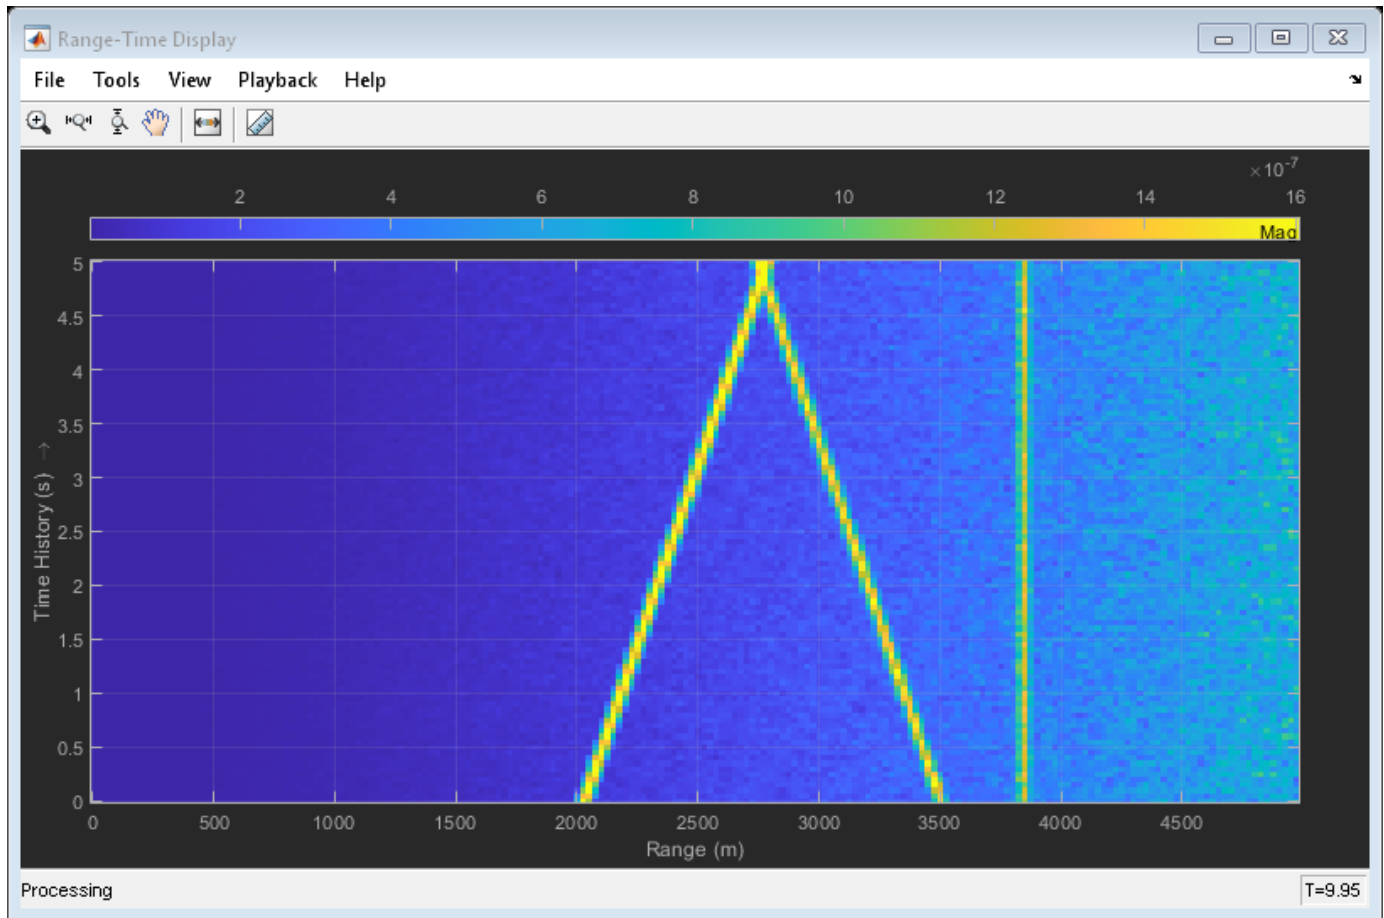 Range-Time Display
File Tools View Playback Help
×10-7
2 4 6 8 10 12 14 16
Mag
5
4.5
4
3.5
3
2.5
2
1.5
1
0.5
0
Time History (s) →
0 500 1000 1500 2000 2500 3000 3500 4000 4500
Range (m)
Processing T=9.95